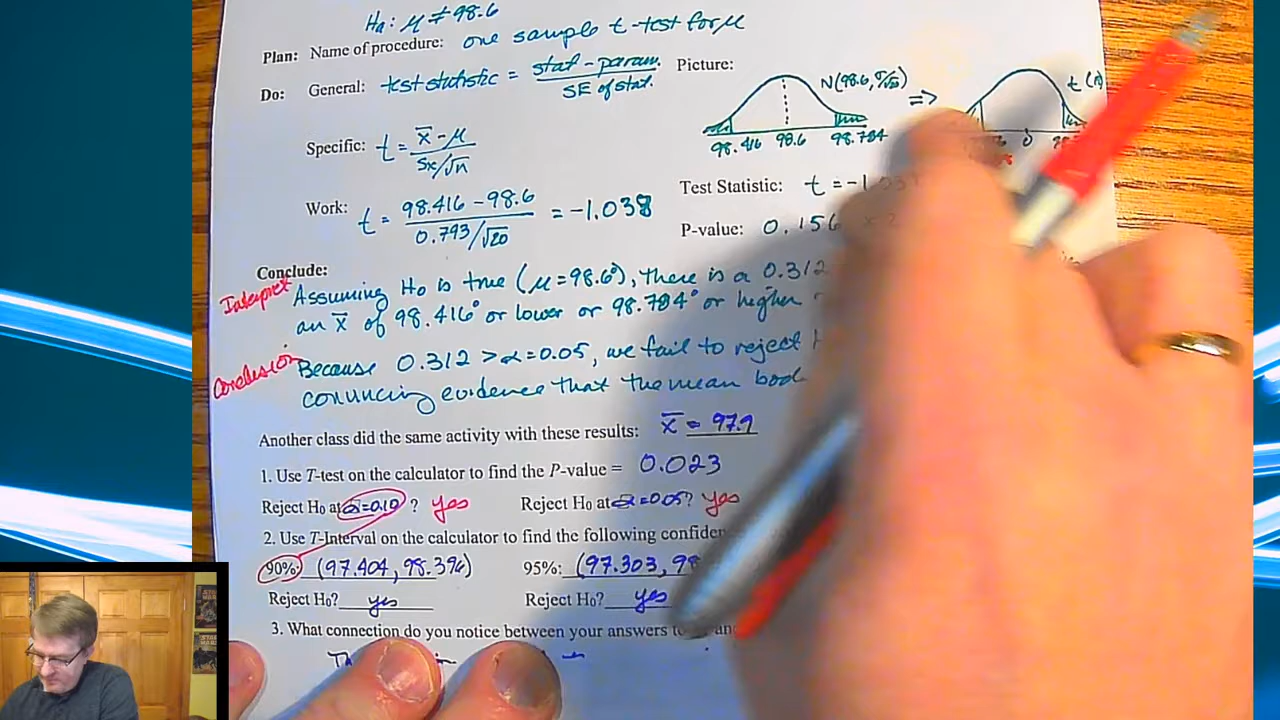 Ha: μ ≠ 98.6
Plan: Name of procedure: one sample t-test for μ
Do: General: test statistic = stat - param. / SE of stat.
Picture:
N(98.6, σ/√20) ⇒ t
98.416 98.6 98.784 0
Specific: t = x̄ - μ / Sx/√n
Test Statistic: t = -1.03
Work: t = 98.416 - 98.6 / 0.793/√20 = -1.038
P-value: 0.156
Conclude:
Interpret Assuming Ho is true (μ = 98.6°), there is a 0.312
an x̄ of 98.416° or lower or 98.784° or higher
Conclusion Because 0.312 > α = 0.05, we fail to reject
convincing evidence that the mean bod
Another class did the same activity with these results: x̄ = 97.9
1. Use T-test on the calculator to find the P-value = 0.023
Reject H0 at α=0.10 ? yes Reject H0 at α=0.05? yes
2. Use T-Interval on the calculator to find the following confiden
90%: (97.404, 98.396) 95%: (97.303, 98
Reject H0? yes Reject H0? yes
3. What connection do you notice between your answers to